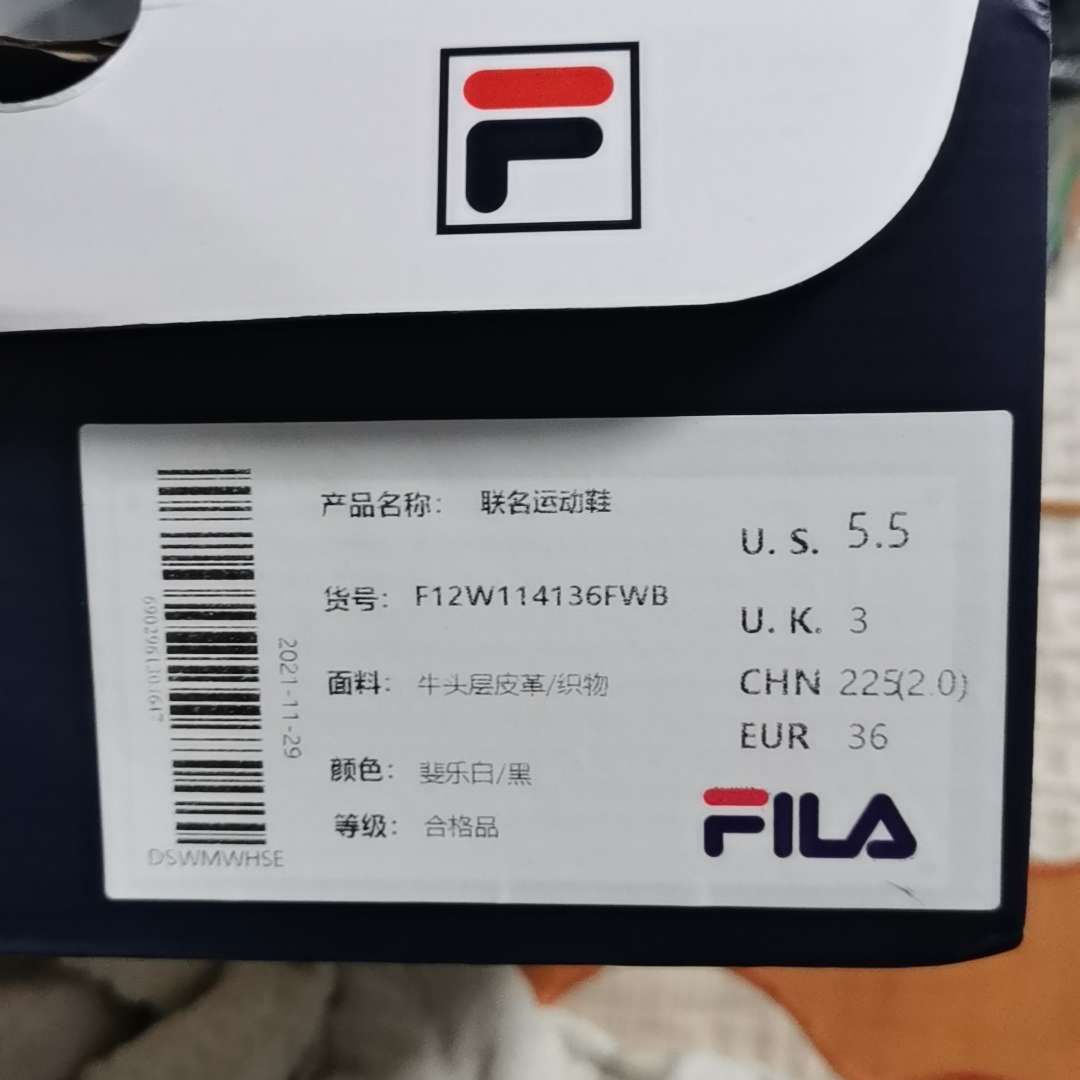 F
产品名称: 联名运动鞋
货号: F12W114136FWB
面料: 牛头层皮革/织物
颜色: 斐乐白/黑
等级: 合格品
U. S. 5.5
U. K. 3
CHN 225(2.0)
EUR 36
FILA
2021-11-29
DSWMWHSE